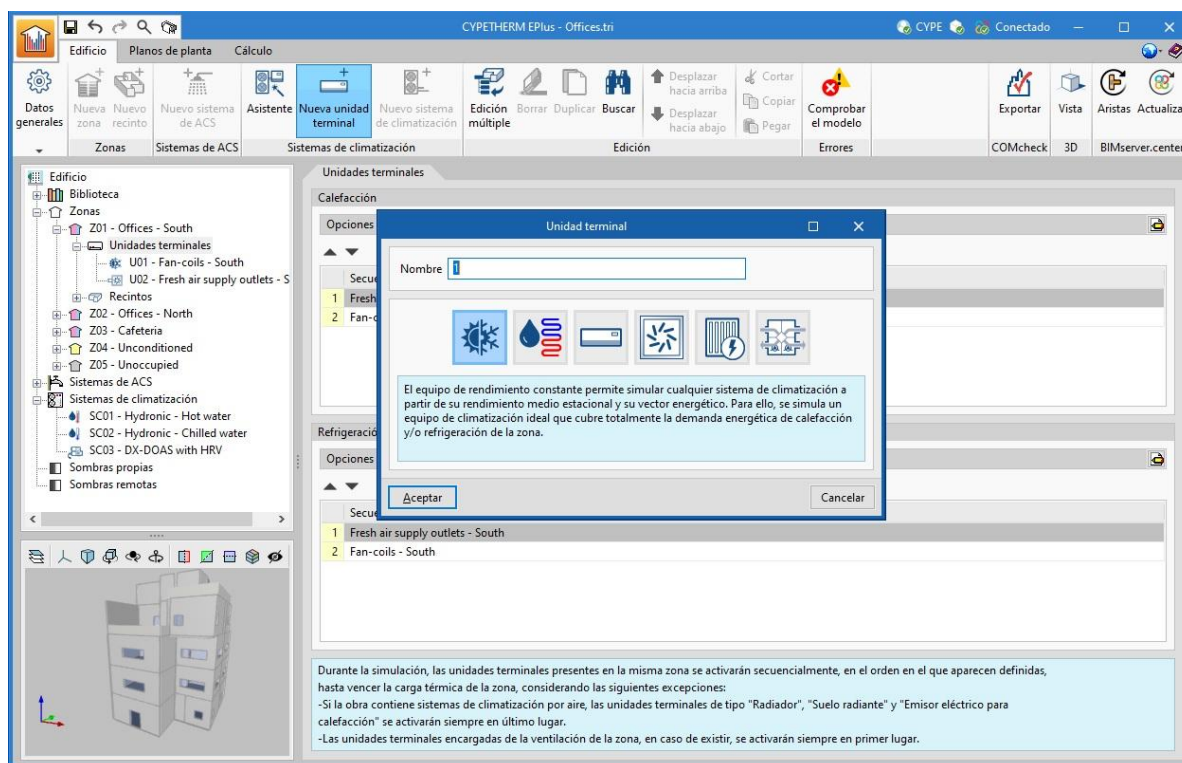 CYPETHERM EPlus - Offices.tri
CYPE
Conectado
Edificio
Planos de planta
Cálculo
Datos
generales
Nueva
zona
Nuevo
recinto
Zonas
Nuevo sistema
de ACS
Sistemas de ACS
Asistente
Nueva unidad
terminal
Nuevo sistema
de climatización
Sistemas de climatización
Edición
múltiple
Borrar
Duplicar
Buscar
Desplazar
hacia arriba
Desplazar
hacia abajo
Cortar
Copiar
Pegar
Edición
Comprobar
el modelo
Errores
Exportar
COMcheck
Vista
3D
Aristas
Actualiza
BIMserver.center
Edificio
Biblioteca
Zonas
Z01 - Offices - South
Unidades terminales
U01 - Fan-coils - South
U02 - Fresh air supply outlets - S
Recintos
Z02 - Offices - North
Z03 - Cafeteria
Z04 - Unconditioned
Z05 - Unoccupied
Sistemas de ACS
Sistemas de climatización
SC01 - Hydronic - Hot water
SC02 - Hydronic - Chilled water
SC03 - DX-DOAS with HRV
Sombras propias
Sombras remotas
Unidades terminales
Calefacción
Opciones
Secue
1 Fresh
2 Fan-c
Unidad terminal
Nombre 1
El equipo de rendimiento constante permite simular cualquier sistema de climatización a
partir de su rendimiento medio estacional y su vector energético. Para ello, se simula un
equipo de climatización ideal que cubre totalmente la demanda energética de calefacción
y/o refrigeración de la zona.
Aceptar
Cancelar
Refrigeració
Opciones
Secue
1 Fresh air supply outlets - South
2 Fan-coils - South
Durante la simulación, las unidades terminales presentes en la misma zona se activarán secuencialmente, en el orden en el que aparecen definidas,
hasta vencer la carga térmica de la zona, considerando las siguientes excepciones:
-Si la obra contiene sistemas de climatización por aire, las unidades terminales de tipo "Radiador", "Suelo radiante" y "Emisor eléctrico para
calefacción" se activarán siempre en último lugar.
-Las unidades terminales encargadas de la ventilación de la zona, en caso de existir, se activarán siempre en primer lugar.